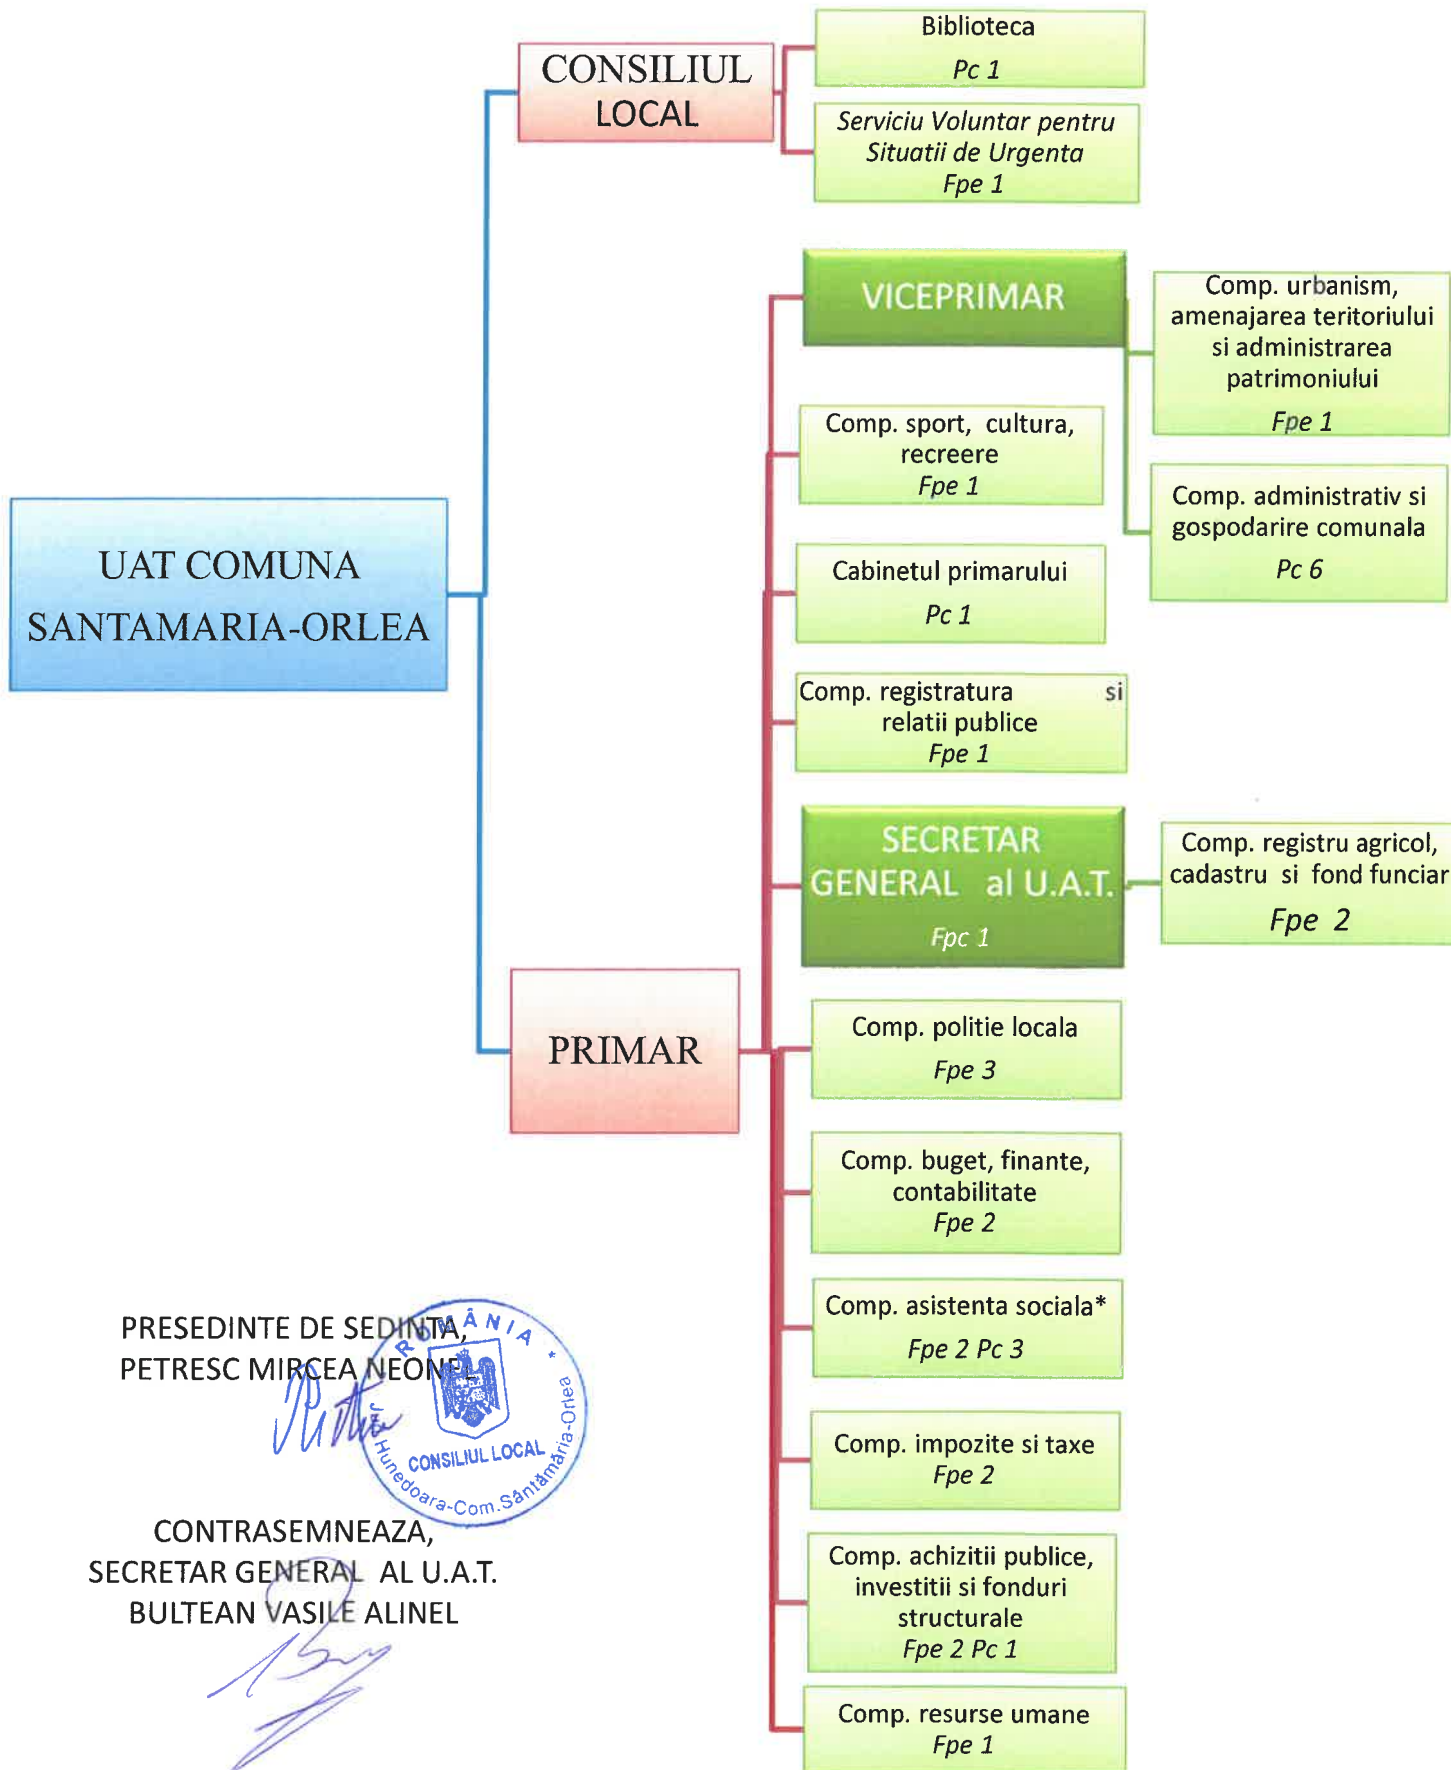 CONSILIUL
LOCAL
Biblioteca
Pc 1
Serviciu Voluntar pentru
Situatii de Urgenta
Fpe 1
UAT COMUNA
SANTAMARIA-ORLEA
VICEPRIMAR
Comp. urbanism,
amenajarea teritoriului
si administrarea
patrimoniului
Fpe 1
Comp. administrativ si
gospodarire comunala
Pc 6
Comp. sport, cultura,
recreere
Fpe 1
Cabinetul primarului
Pc 1
Comp. registratura si
relatii publice
Fpe 1
SECRETAR
GENERAL al U.A.T.
Fpc 1
Comp. registru agricol,
cadastru si fond funciar
Fpe 2
PRIMAR
Comp. politie locala
Fpe 3
Comp. buget, finante,
contabilitate
Fpe 2
Comp. asistenta sociala*
Fpe 2 Pc 3
Comp. impozite si taxe
Fpe 2
Comp. achizitii publice,
investitii si fonduri
structurale
Fpe 2 Pc 1
Comp. resurse umane
Fpe 1
PRESEDINTE DE SEDINTA,
PETRESC MIRCEA NEONEL
ROMÂNIA *
CONSILIUL LOCAL
Hunedoara-Com.Sântămăria-Orlea
CONTRASEMNEAZA,
SECRETAR GENERAL AL U.A.T.
BULTEAN VASILE ALINEL